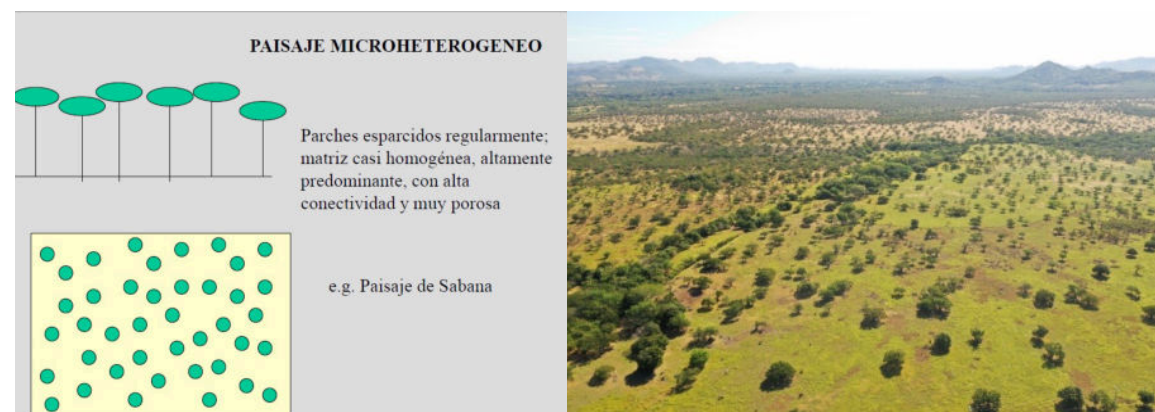 PAISAJE MICROHETEROGENEO
Parches esparcidos regularmente;
matriz casi homogénea, altamente
predominante, con alta
conectividad y muy porosa
e.g. Paisaje de Sabana